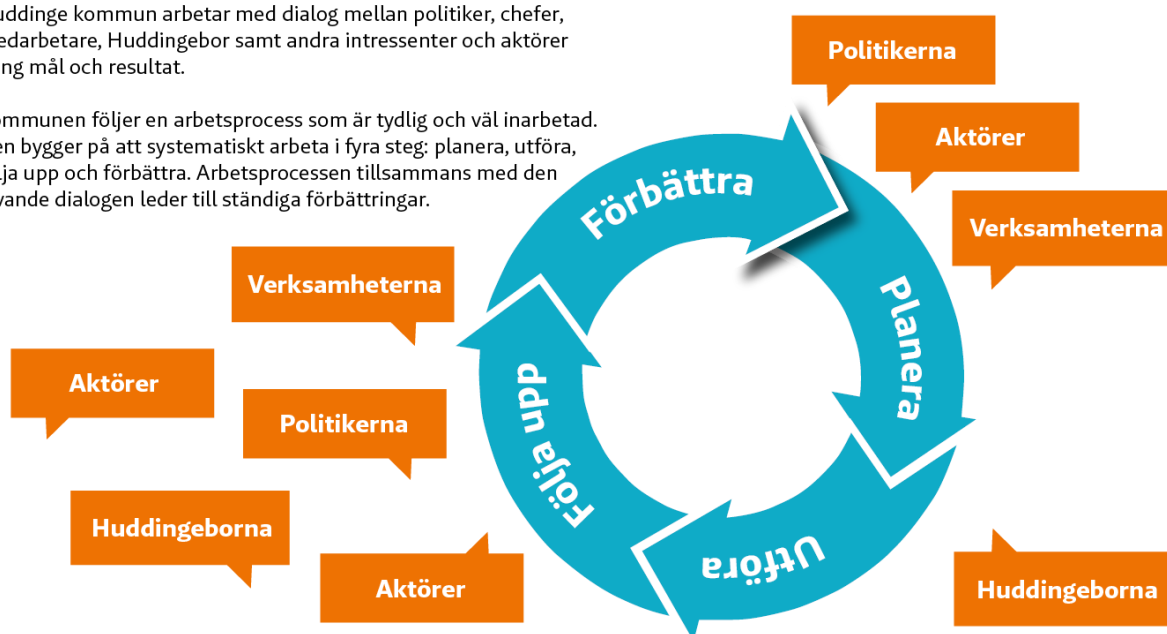 uddinge kommun arbetar med dialog mellan politiker, chefer,
edarbetare, Huddingebor samt andra intressenter och aktörer
ing mål och resultat.
ommunen följer en arbetsprocess som är tydlig och väl inarbetad.
en bygger på att systematiskt arbeta i fyra steg: planera, utföra,
lja upp och förbättra. Arbetsprocessen tillsammans med den
vande dialogen leder till ständiga förbättringar.
Politikerna
Aktörer
Verksamheterna
Förbättra
Planera
Utföra
Följa upp
Verksamheterna
Aktörer
Politikerna
Huddingeborna
Aktörer
Huddingeborna